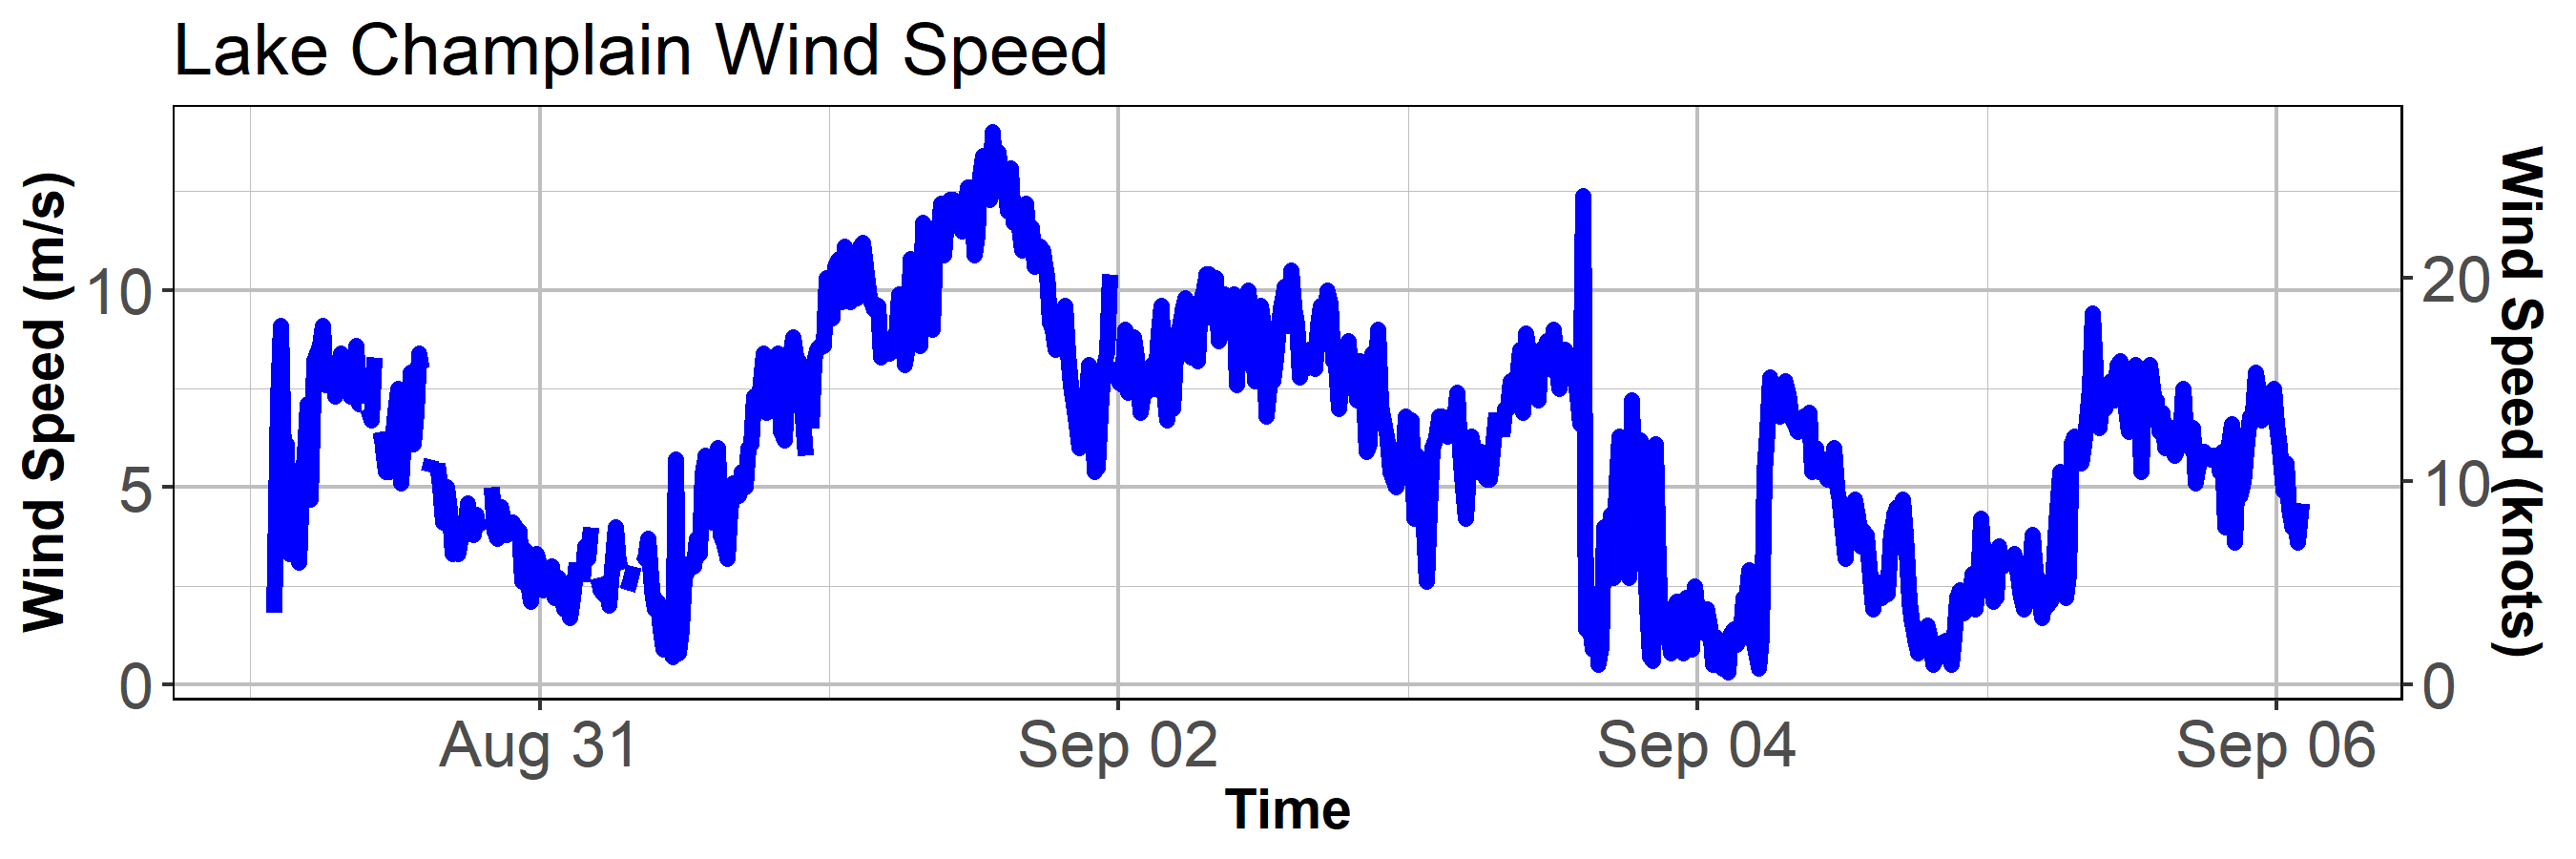 Lake Champlain Wind Speed
Wind Speed (m/s)
10
5
0
20
10
0
Wind Speed (knots)
Aug 31
Sep 02
Sep 04
Sep 06
Time